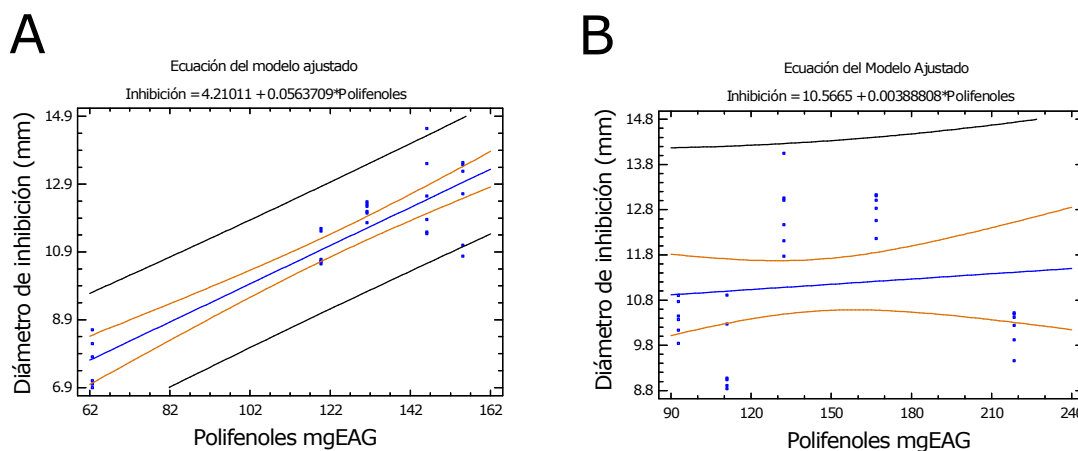 A
Ecuación del modelo ajustado
Inhibición = 4.21011 + 0.0563709*Polifenoles
Diámetro de inhibición (mm)
14.9
12.9
10.9
8.9
6.9
62 82 102 122 142 162
Polifenoles mgEAG
B
Ecuación del Modelo Ajustado
Inhibición = 10.5665 + 0.00388808*Polifenoles
Diámetro de inhibición (mm)
14.8
13.8
12.8
11.8
10.8
9.8
8.8
90 120 150 180 210 240
Polifenoles mgEAG